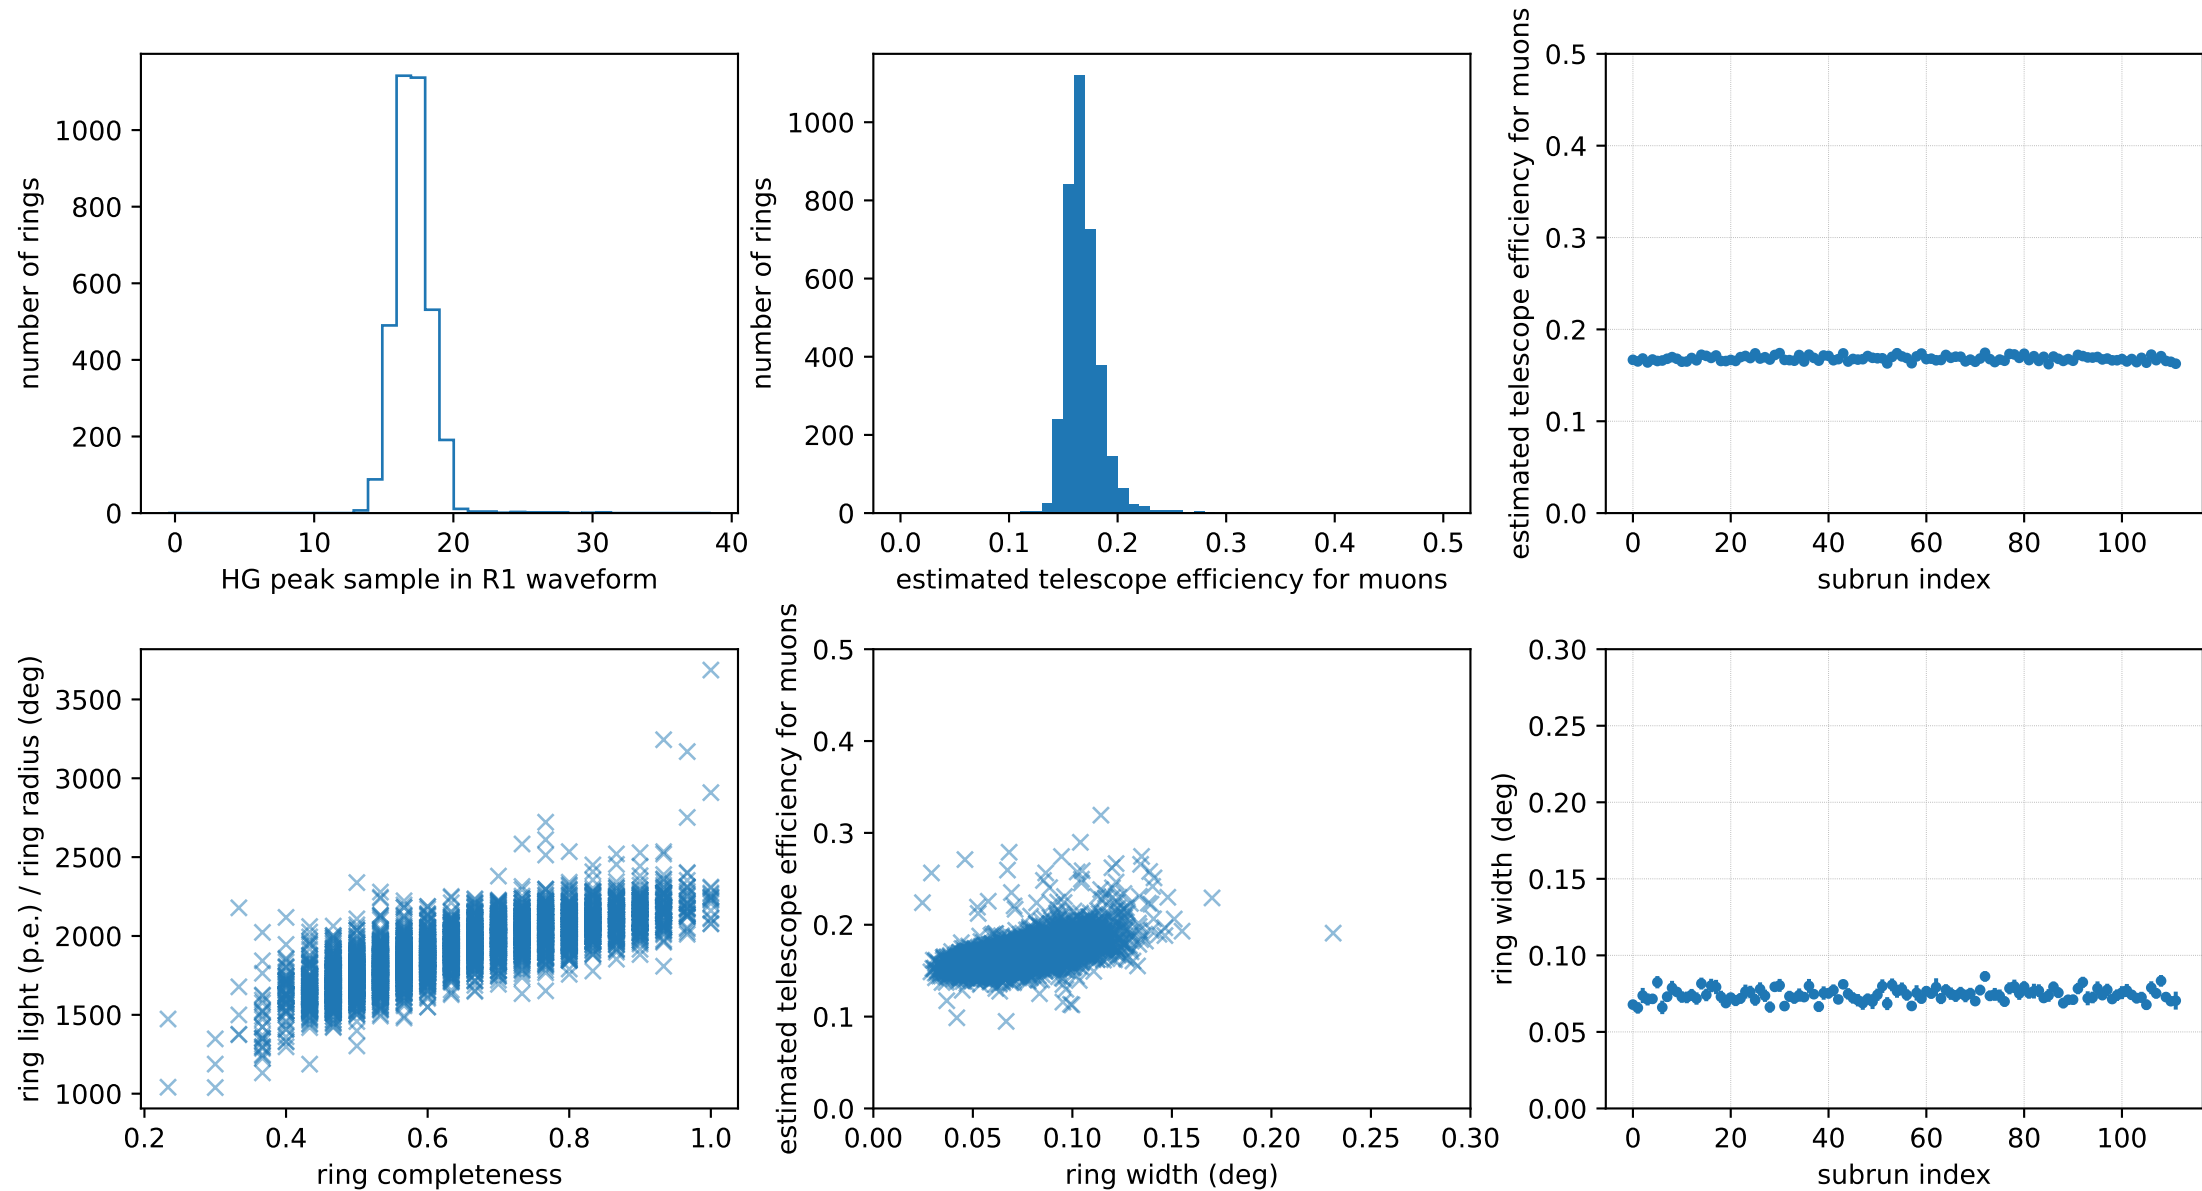 number of rings
1000
800
600
400
200
0
0 10 20 30 40
HG peak sample in R1 waveform
number of rings
1000
800
600
400
200
0
0.0 0.1 0.2 0.3 0.4 0.5
estimated telescope efficiency for muons
estimated telescope efficiency for muons
0.5
0.4
0.3
0.2
0.1
0.0
0 20 40 60 80 100
subrun index
ring light (p.e.) / ring radius (deg)
3500
3000
2500
2000
1500
1000
0.2 0.4 0.6 0.8 1.0
ring completeness
estimated telescope efficiency for muons
0.5
0.4
0.3
0.2
0.1
0.0
0.00 0.05 0.10 0.15 0.20 0.25 0.30
ring width (deg)
ring width (deg)
0.30
0.25
0.20
0.15
0.10
0.05
0.00
0 20 40 60 80 100
subrun index